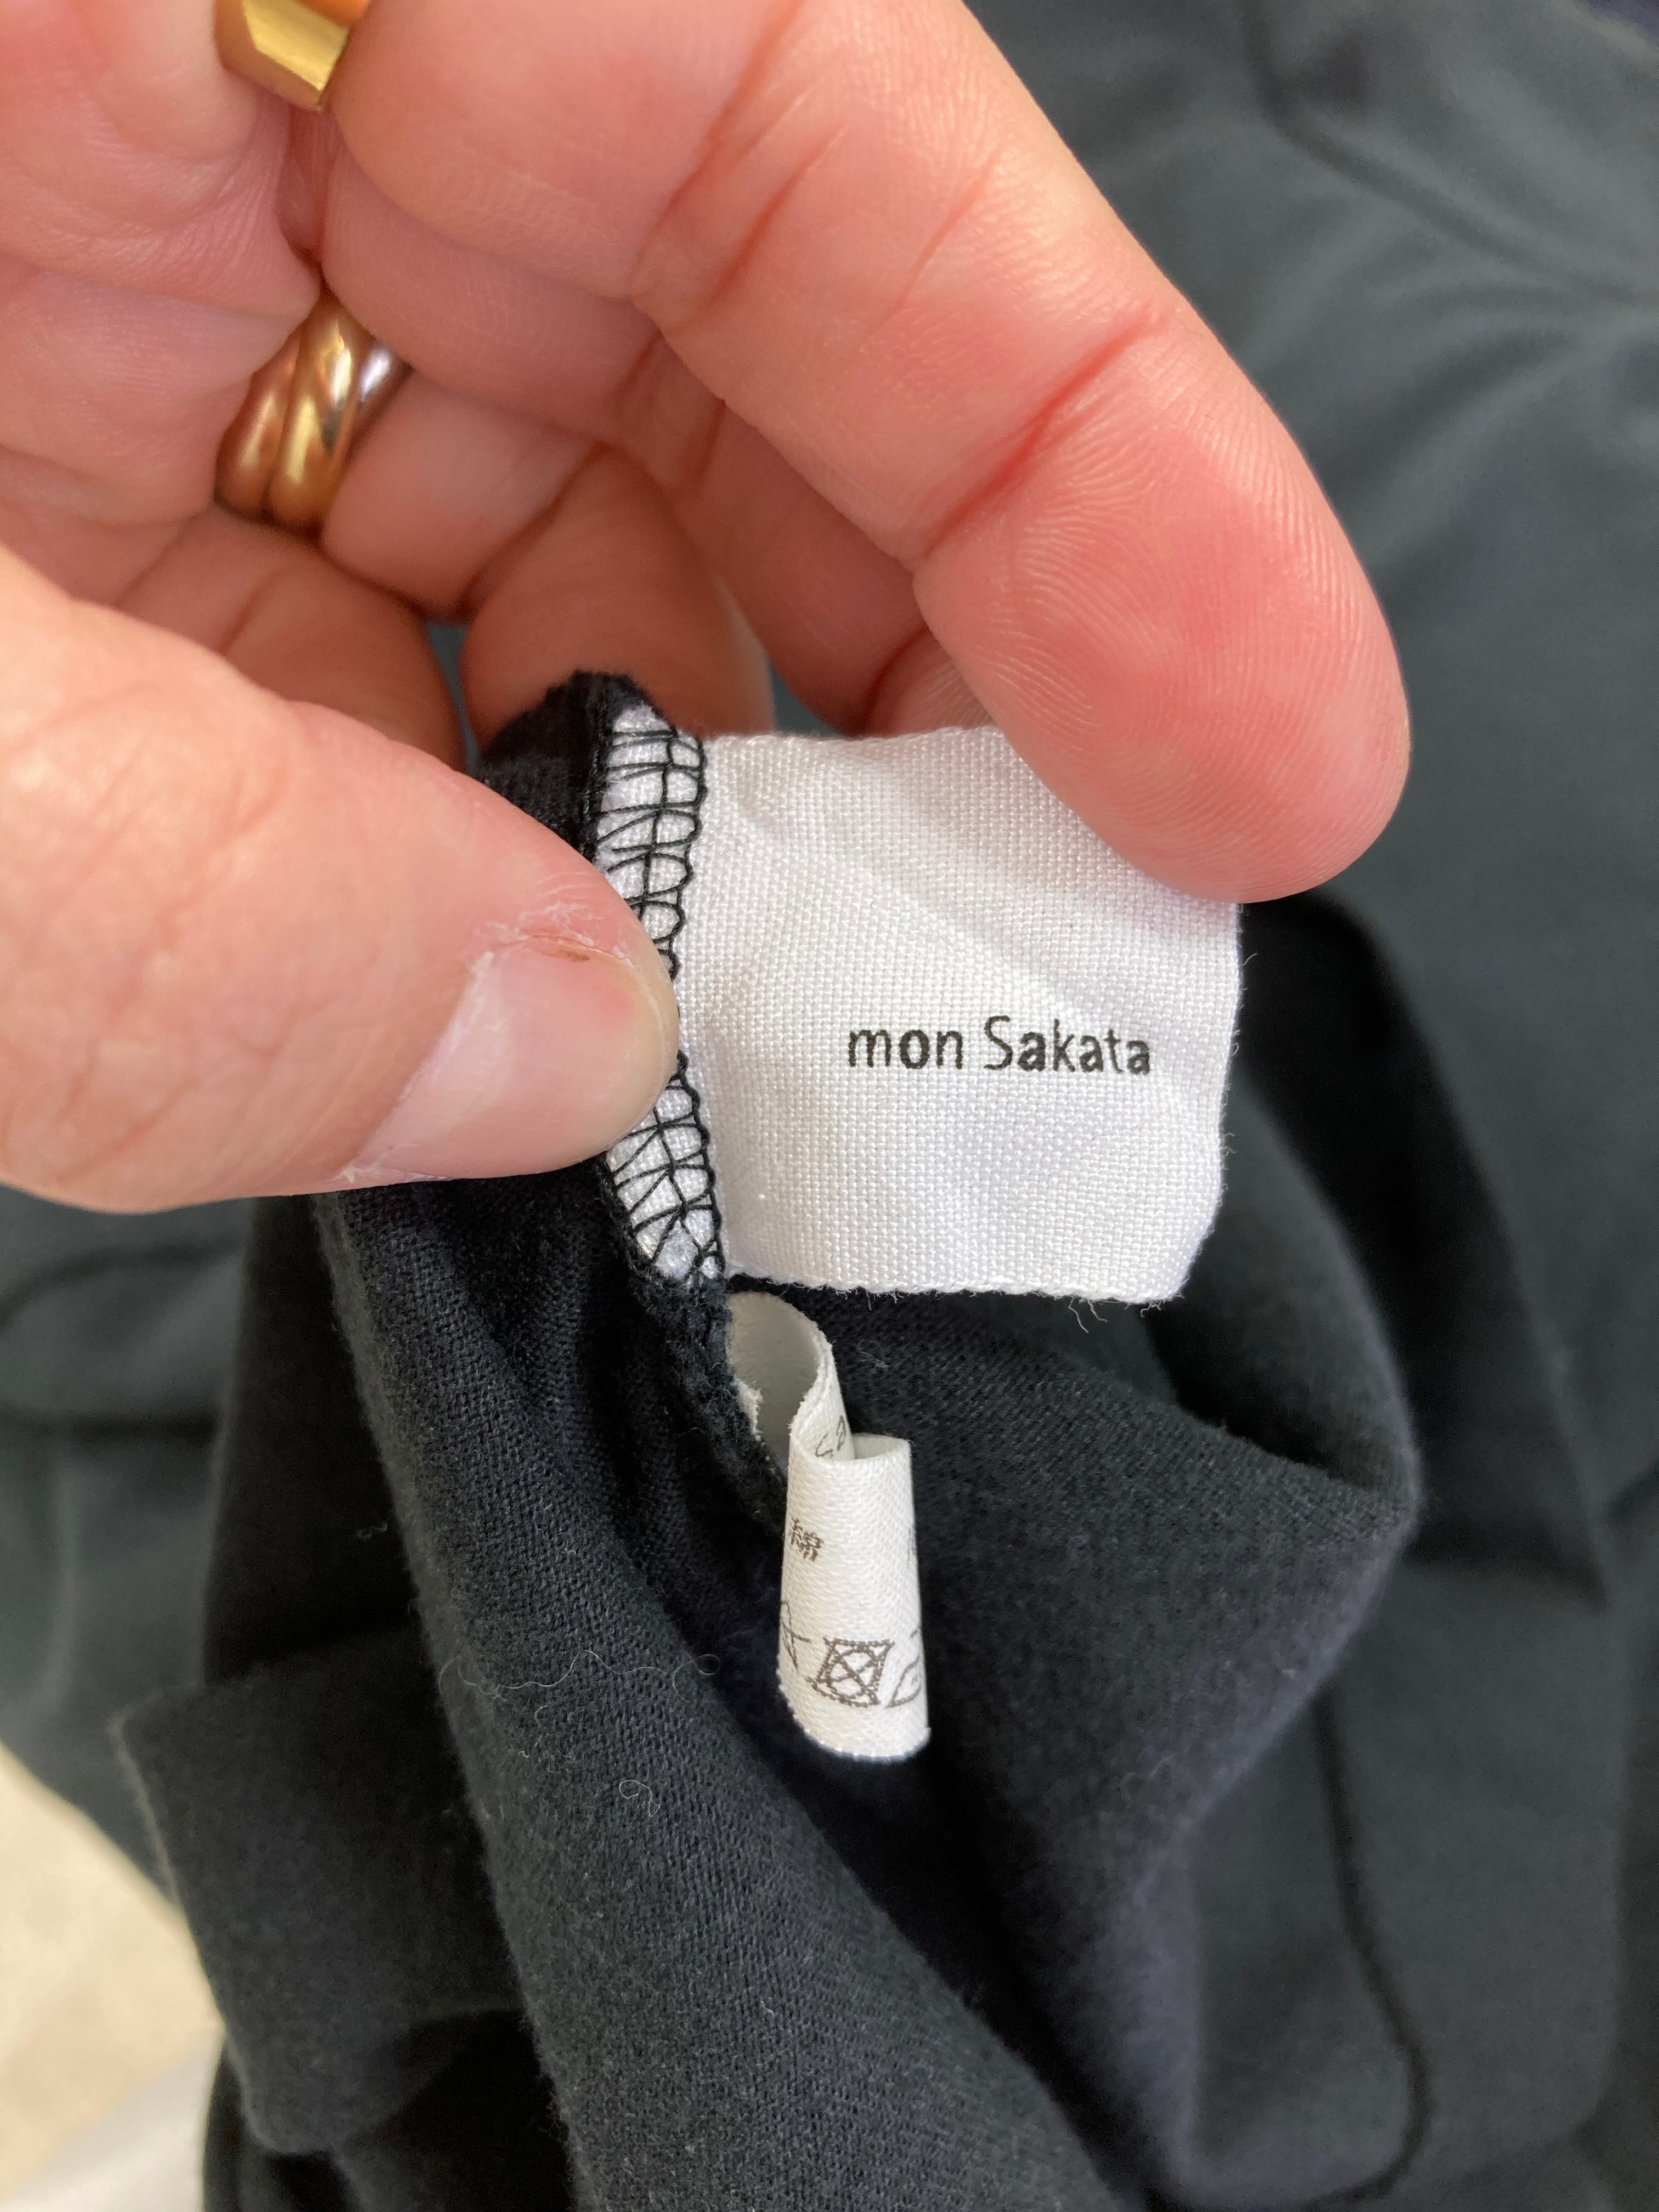 mon Sakata
綿